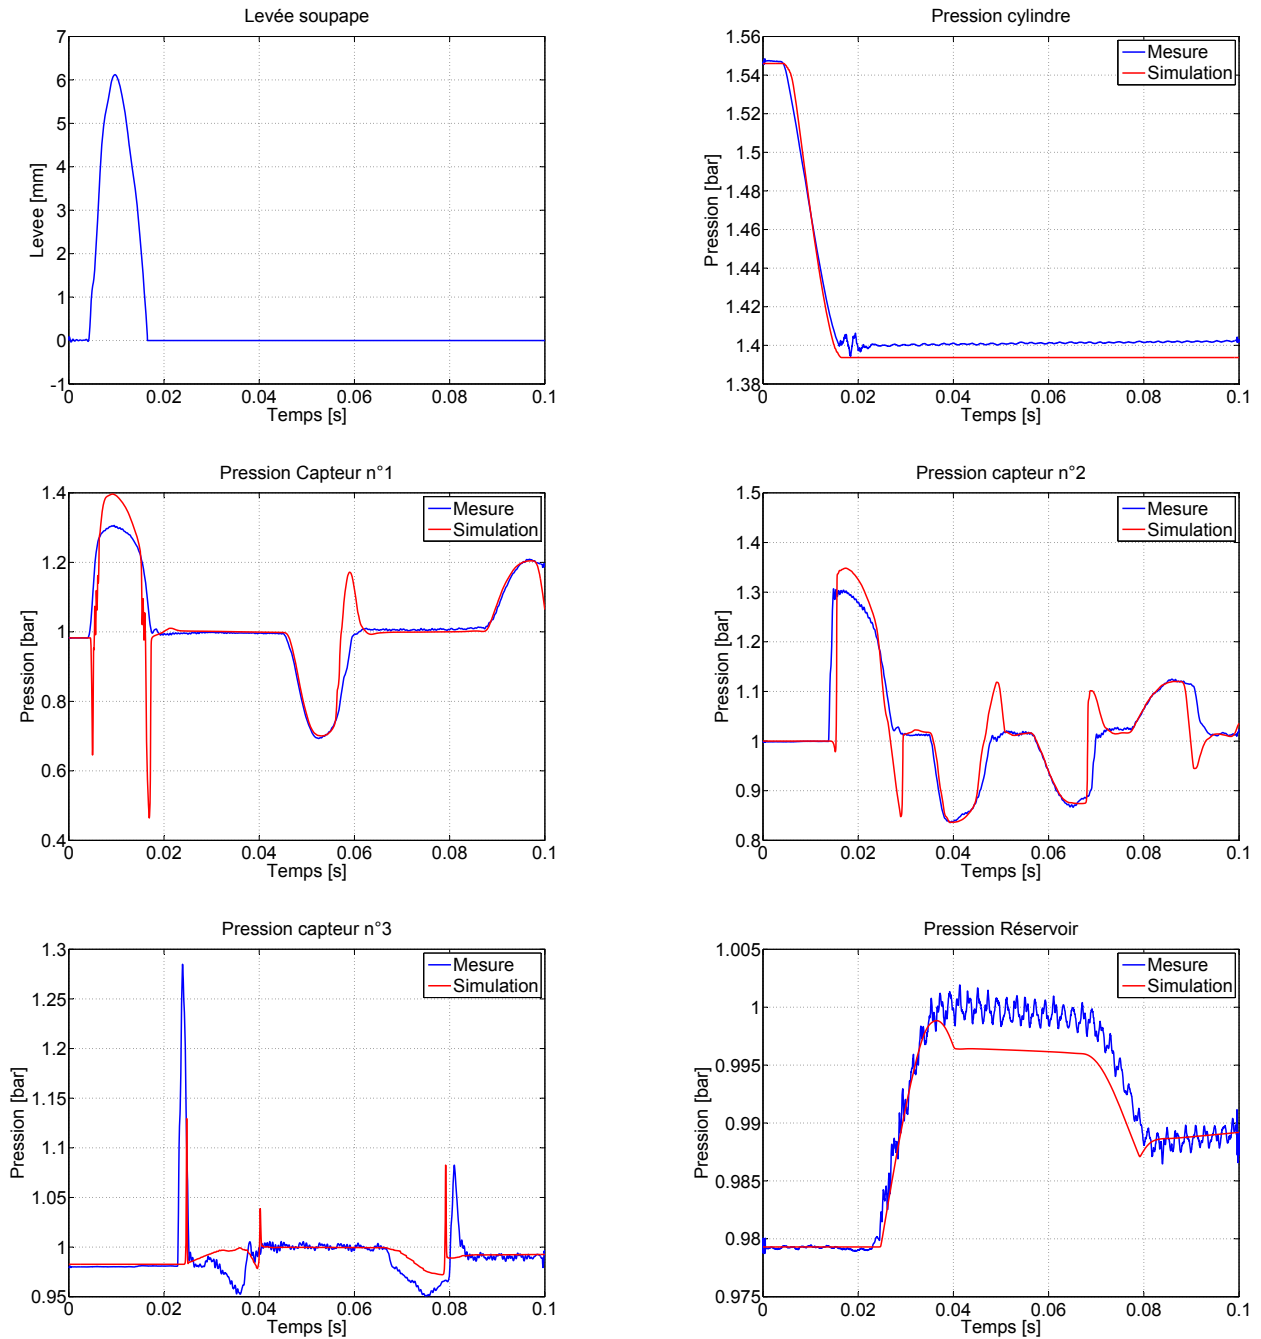 Levée soupape
7
6
5
4
3
2
1
0
-1
Levee [mm]
0 0.02 0.04 0.06 0.08 0.1
Temps [s]
Pression cylindre
1.56
1.54
1.52
1.5
1.48
1.46
1.44
1.42
1.4
1.38
Pression [bar]
Mesure
Simulation
0 0.02 0.04 0.06 0.08 0.1
Temps [s]
Pression Capteur n°1
1.4
1.2
1
0.8
0.6
0.4
Pression [bar]
Mesure
Simulation
0 0.02 0.04 0.06 0.08 0.1
Temps [s]
Pression capteur n°2
1.5
1.4
1.3
1.2
1.1
1
0.9
0.8
Pression [bar]
Mesure
Simulation
0 0.02 0.04 0.06 0.08 0.1
Temps [s]
Pression capteur n°3
1.3
1.25
1.2
1.15
1.1
1.05
1
0.95
Pression [bar]
Mesure
Simulation
0 0.02 0.04 0.06 0.08 0.1
Temps [s]
Pression Réservoir
1.005
1
0.995
0.99
0.985
0.98
0.975
Pression [bar]
Mesure
Simulation
0 0.02 0.04 0.06 0.08 0.1
Temps [s]